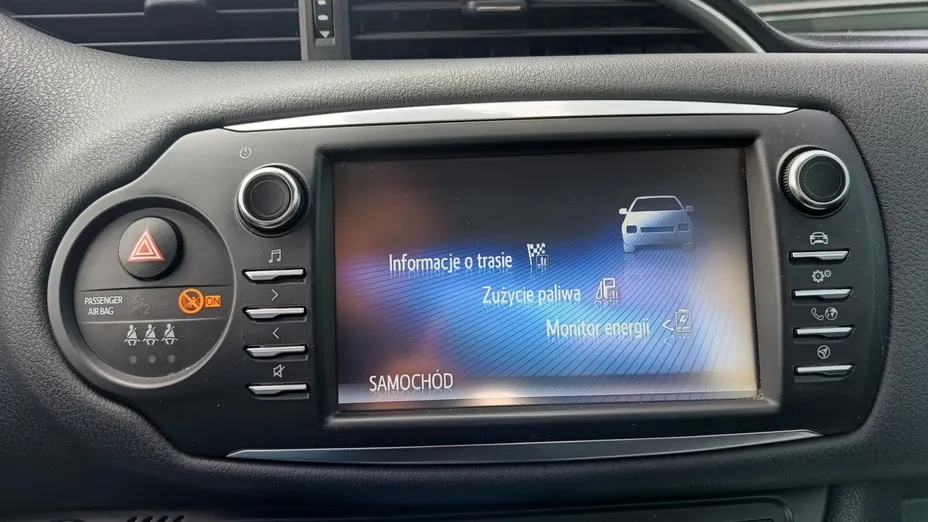 PASSENGER
AIR BAG
ON
Informacje o trasie
Zużycie paliwa
Monitor energii
SAMOCHÓD